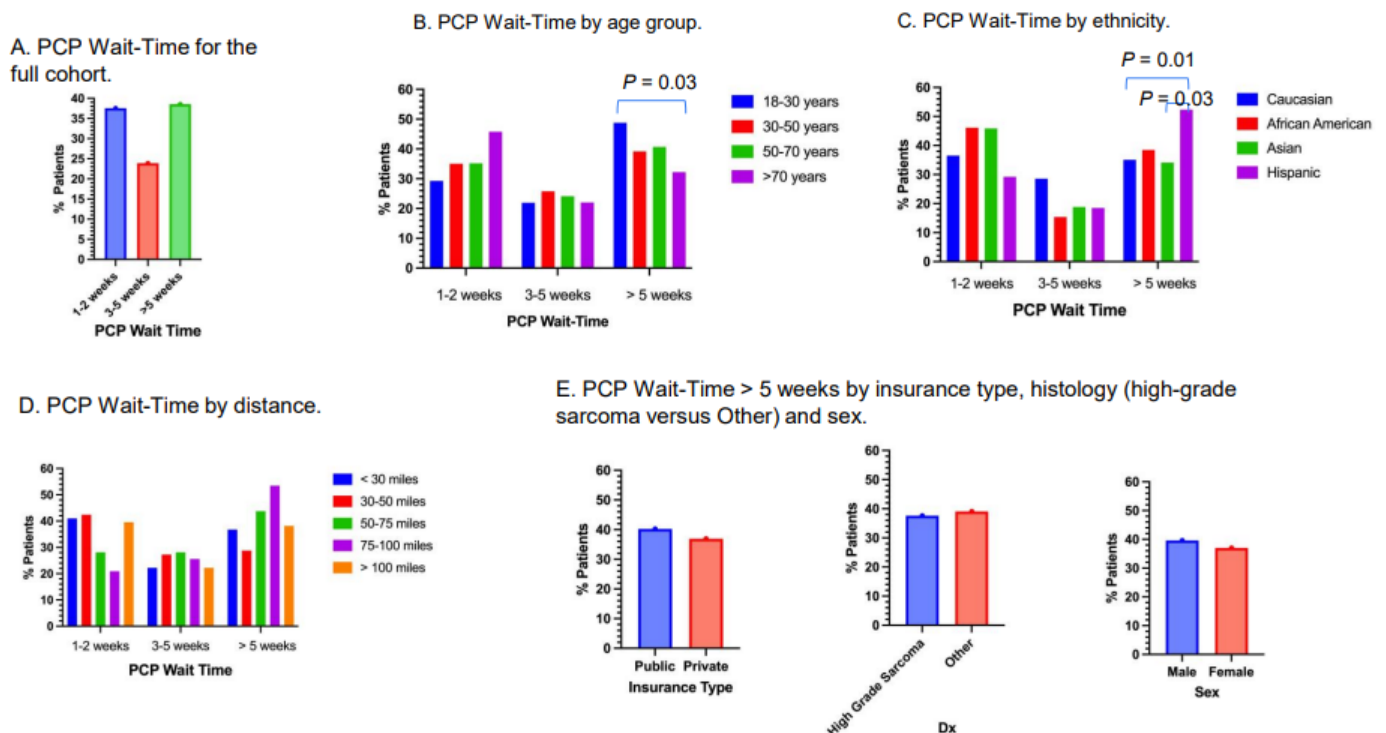 A. PCP Wait-Time for the
full cohort.
40
35
30
25
20
15
10
5
0
% Patients
1-2 weeks
3-5 weeks
>5 weeks
PCP Wait Time
B. PCP Wait-Time by age group.
P = 0.03
60
50
40
30
20
10
0
% Patients
1-2 weeks 3-5 weeks > 5 weeks
PCP Wait-Time
18-30 years
30-50 years
50-70 years
>70 years
C. PCP Wait-Time by ethnicity.
P = 0.01
P = 0.03
60
50
40
30
20
10
0
% Patients
1-2 weeks 3-5 weeks > 5 weeks
PCP Wait Time
Caucasian
African American
Asian
Hispanic
D. PCP Wait-Time by distance.
60
50
40
30
20
10
0
% Patients
1-2 weeks 3-5 weeks > 5 weeks
PCP Wait Time
< 30 miles
30-50 miles
50-75 miles
75-100 miles
> 100 miles
E. PCP Wait-Time > 5 weeks by insurance type, histology (high-grade
sarcoma versus Other) and sex.
60
50
40
30
20
10
0
% Patients
Public Private
Insurance Type
60
50
40
30
20
10
0
% Patients
High Grade Sarcoma
Other
Dx
60
50
40
30
20
10
0
% Patients
Male Female
Sex